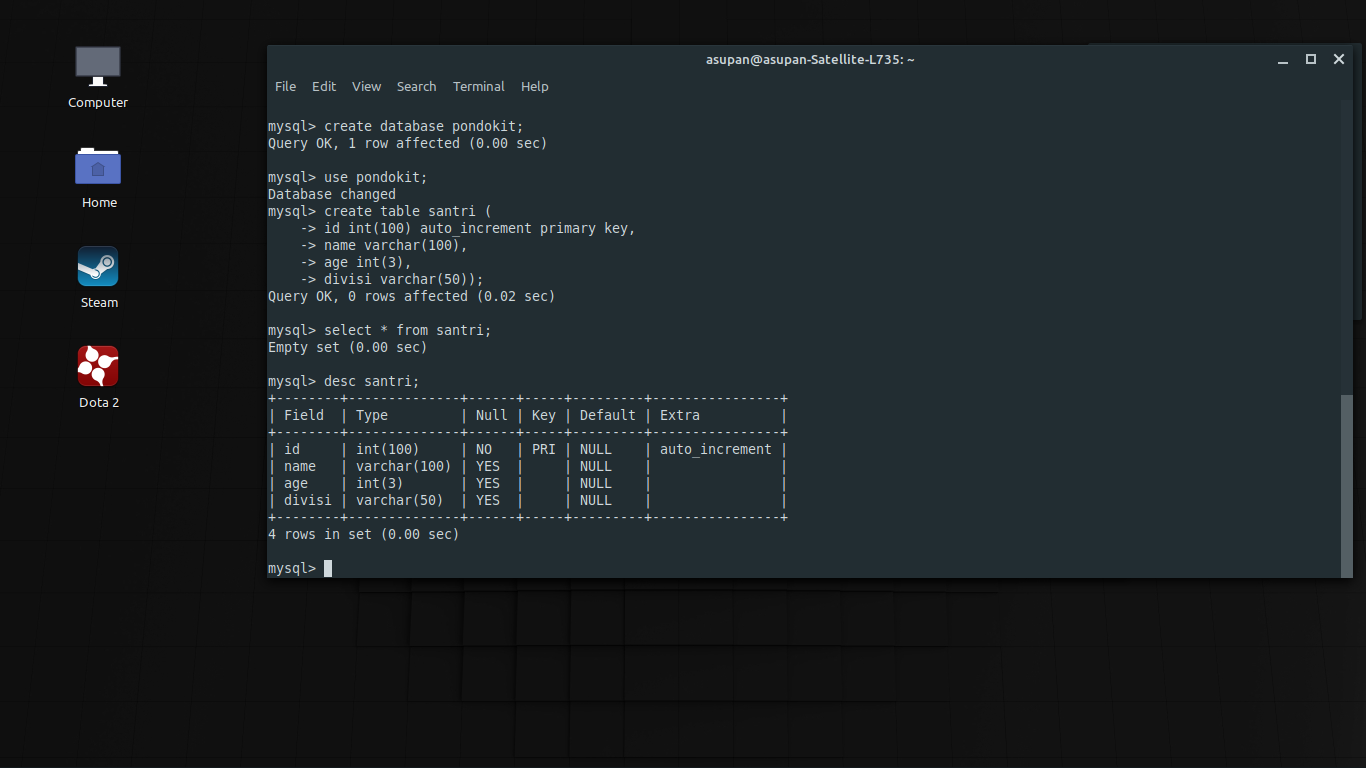 asupan@asupan-Satellite-L735: ~
File Edit View Search Terminal Help
Computer
Home
Steam
Dota 2
mysql> create database pondokit;
Query OK, 1 row affected (0.00 sec)
mysql> use pondokit;
Database changed
mysql> create table santri (
    -> id int(100) auto_increment primary key,
    -> name varchar(100),
    -> age int(3),
    -> divisi varchar(50));
Query OK, 0 rows affected (0.02 sec)
mysql> select * from santri;
Empty set (0.00 sec)
mysql> desc santri;
+--------+--------------+------+-----+---------+----------------+
| Field  | Type         | Null | Key | Default | Extra          |
+--------+--------------+------+-----+---------+----------------+
| id     | int(100)     | NO   | PRI | NULL    | auto_increment |
| name   | varchar(100) | YES  |     | NULL    |                |
| age    | int(3)       | YES  |     | NULL    |                |
| divisi | varchar(50)  | YES  |     | NULL    |                |
+--------+--------------+------+-----+---------+----------------+
4 rows in set (0.00 sec)
mysql>